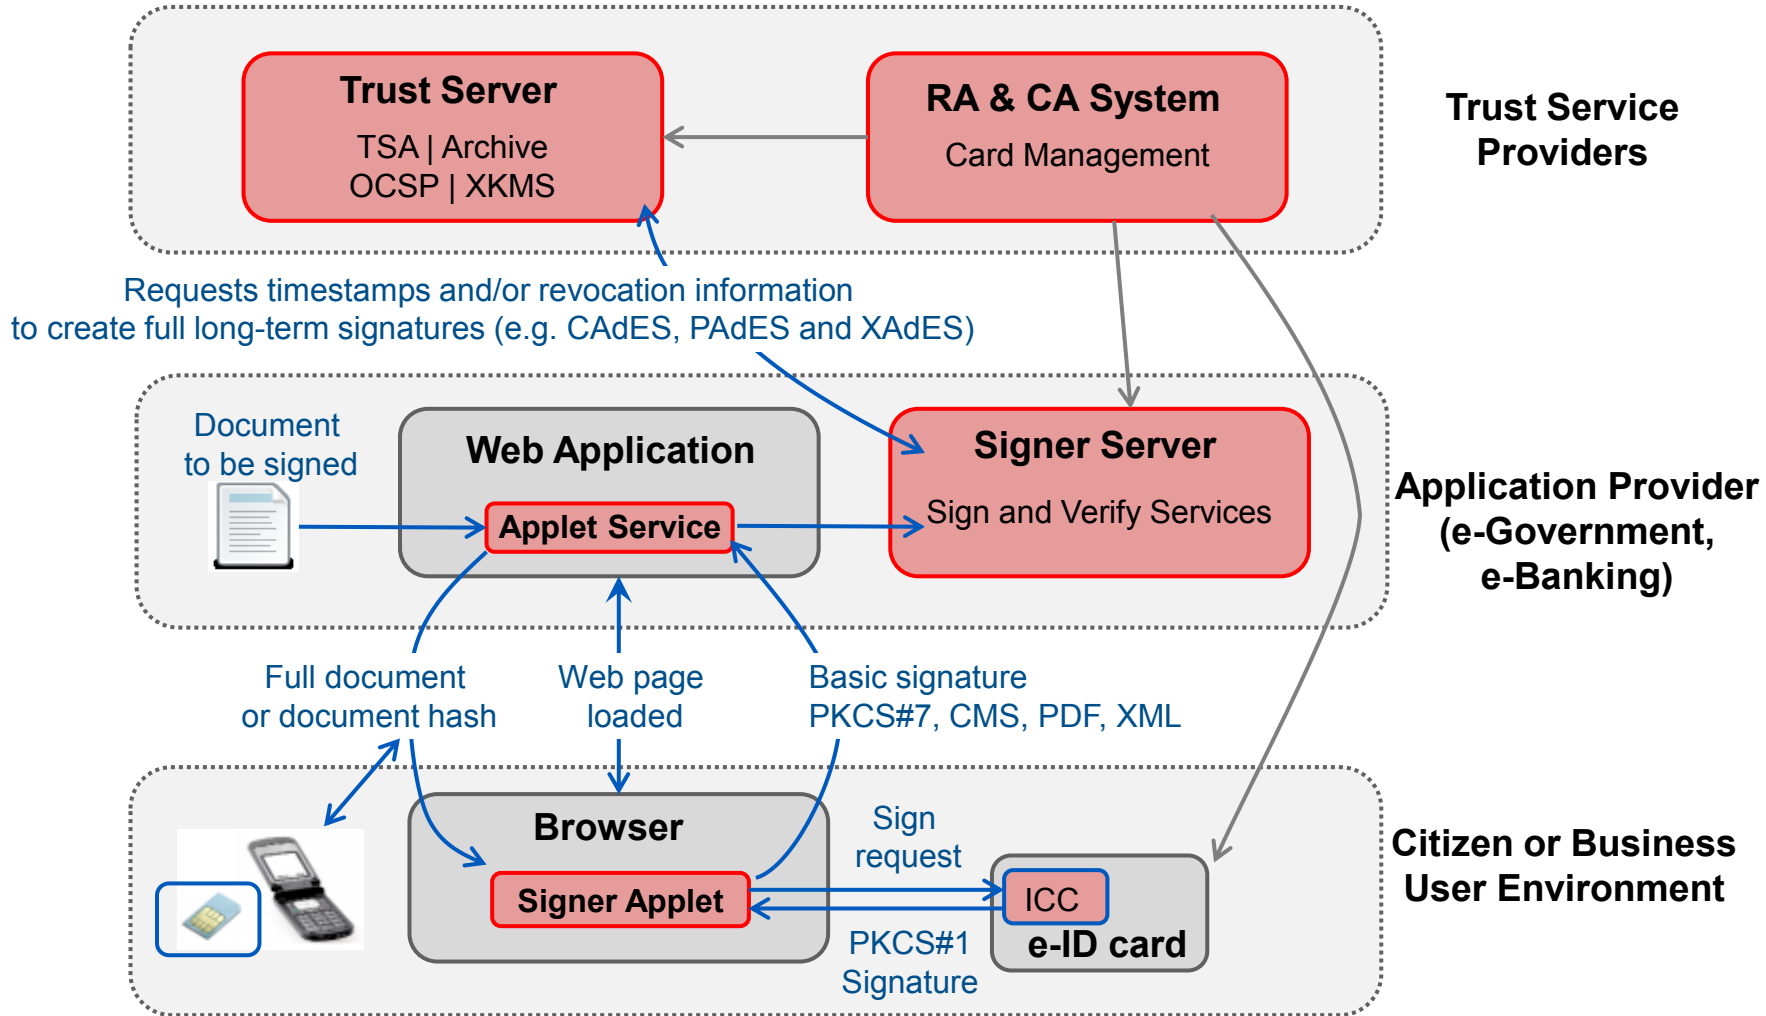 Trust Server
TSA | Archive
OCSP | XKMS
RA & CA System
Card Management
Trust Service
Providers
Requests timestamps and/or revocation information
to create full long-term signatures (e.g. CAdES, PAdES and XAdES)
Document
to be signed
Web Application
Applet Service
Signer Server
Sign and Verify Services
Application Provider
(e-Government,
e-Banking)
Full document
or document hash
Web page
loaded
Basic signature
PKCS#7, CMS, PDF, XML
Browser
Signer Applet
Sign
request
PKCS#1
Signature
ICC
e-ID card
Citizen or Business
User Environment